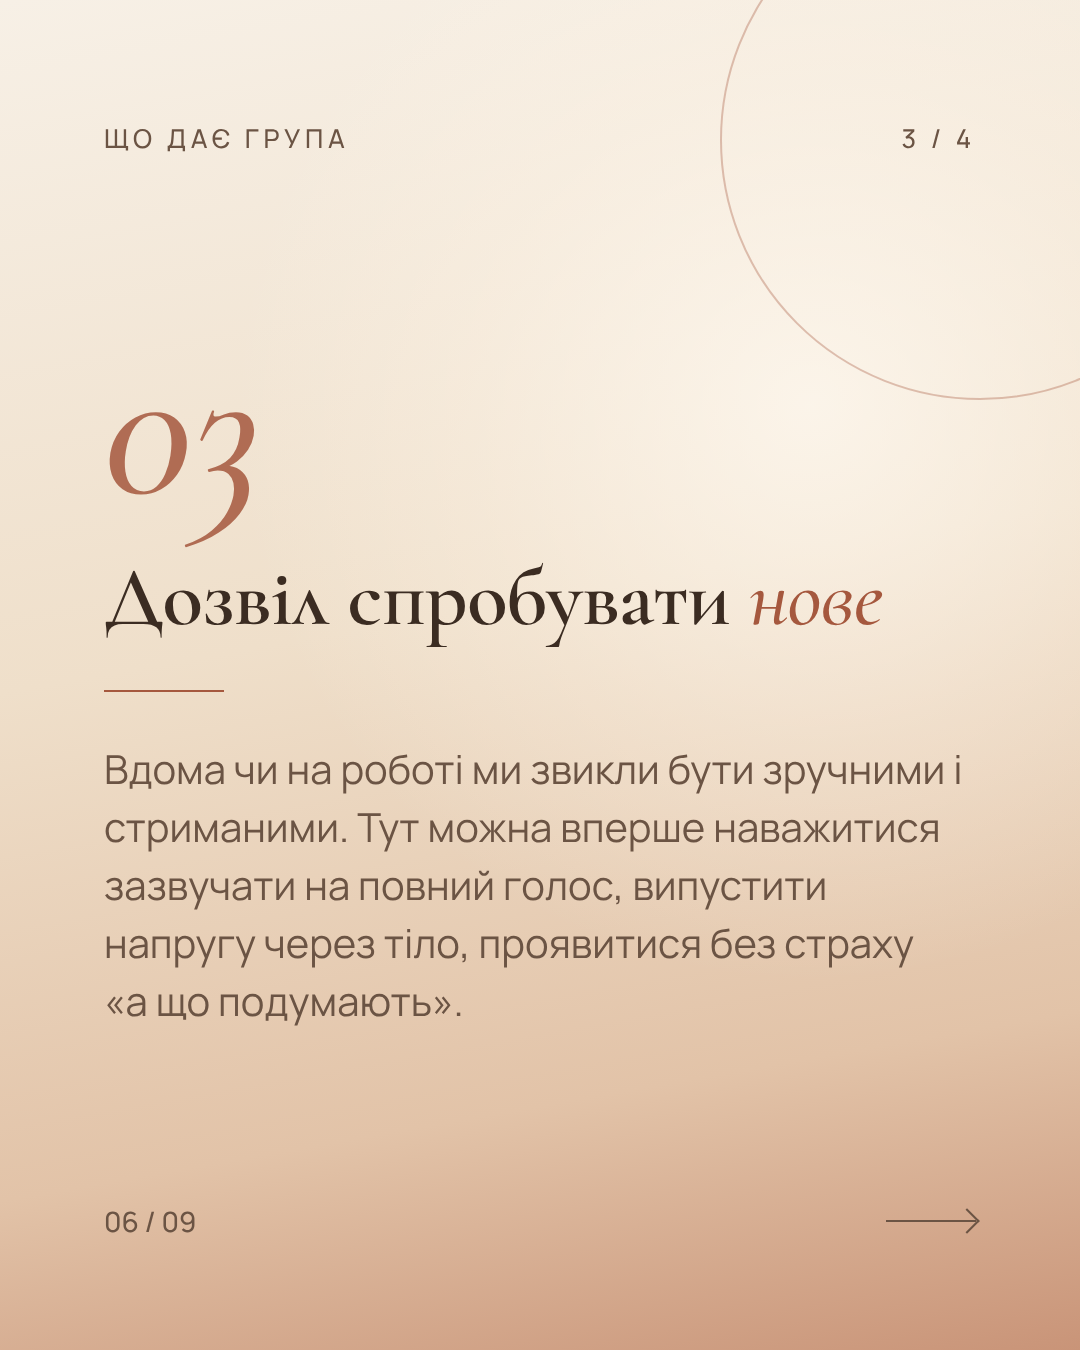 ЩО ДАЄ ГРУПА
3 / 4
03
Дозвіл спробувати нове
Вдома чи на роботі ми звикли бути зручними і
стриманими. Тут можна вперше наважитися
зазвучати на повний голос, випустити
напругу через тіло, проявитися без страху
«а що подумають».
06 / 09